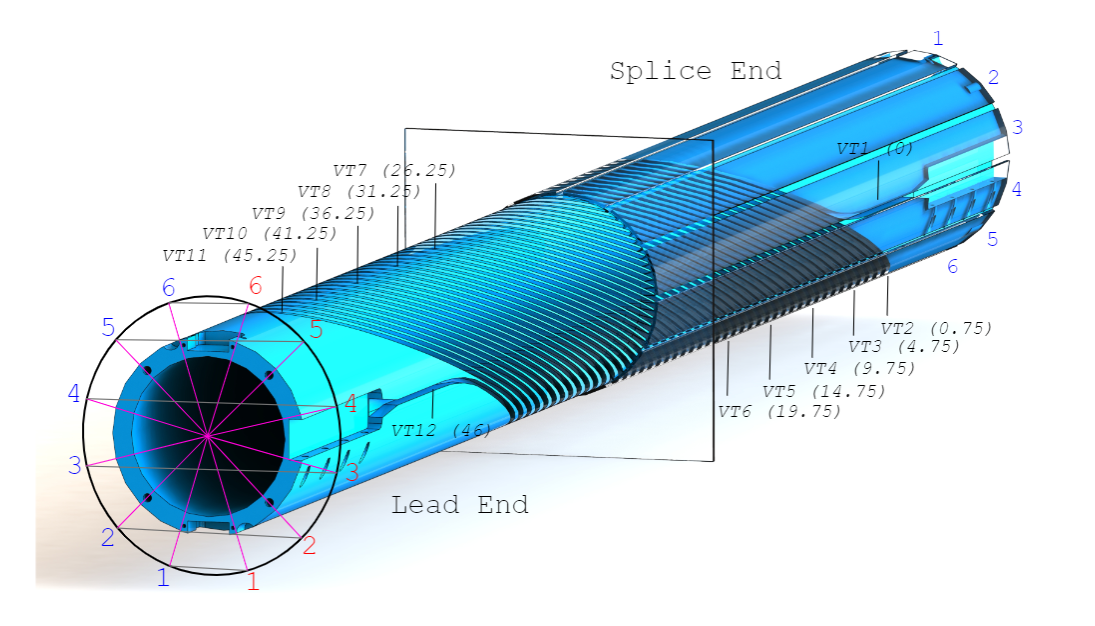 1
Splice End
2
3
VT1 (0)
VT7 (26.25)
VT8 (31.25)
4
VT9 (36.25)
VT10 (41.25)
5
VT11 (45.25)
6
6 6
5 5
VT2 (0.75)
VT3 (4.75)
VT4 (9.75)
VT5 (14.75)
VT6 (19.75)
4 4
VT12 (46)
3 3
Lead End
2 2
1 1